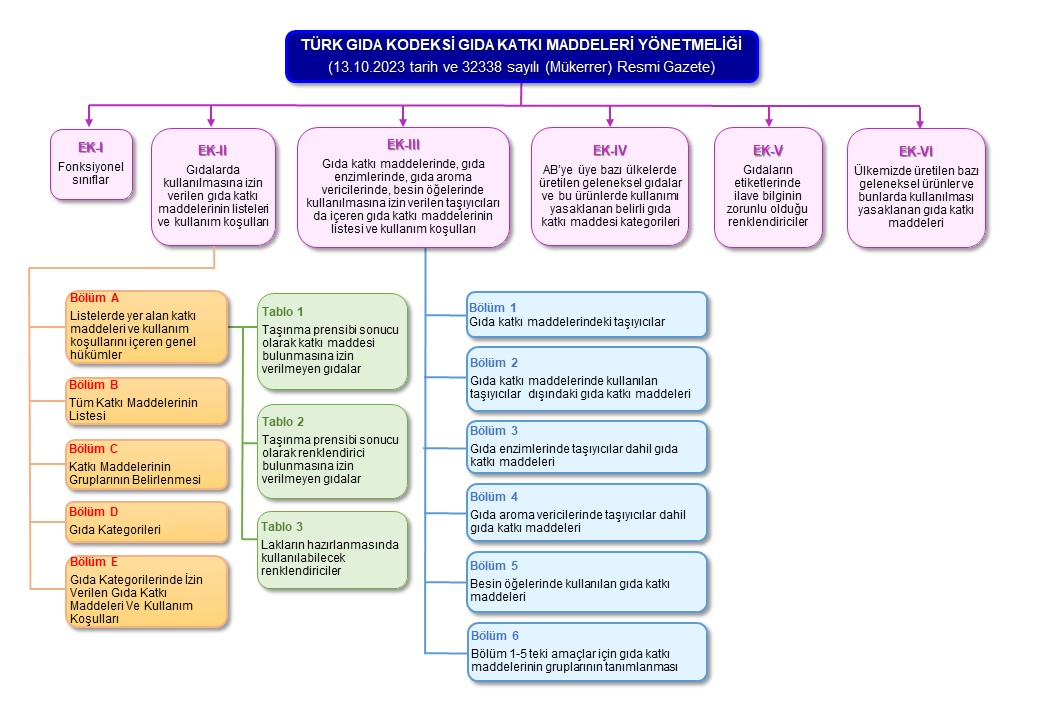 TÜRK GIDA KODEKSİ GIDA KATKI MADDELERİ YÖNETMELİĞİ
(13.10.2023 tarih ve 32338 sayılı (Mükerrer) Resmi Gazete)
EK-I
Fonksiyonel
sınıflar
EK-II
Gıdalarda
kullanılmasına izin
verilen gıda katkı
maddelerinin listeleri
ve kullanım koşulları
EK-III
Gıda katkı maddelerinde, gıda
enzimlerinde, gıda aroma
vericilerinde, besin öğelerinde
kullanılmasına izin verilen taşıyıcıları
da içeren gıda katkı maddelerinin
listesi ve kullanım koşulları
EK-IV
AB'ye üye bazı ülkelerde
üretilen geleneksel gıdalar
ve bu ürünlerde kullanımı
yasaklanan belirli gıda
katkı maddesi kategorileri
EK-V
Gıdaların
etiketlerinde
ilave bilginin
zorunlu olduğu
renklendiriciler
EK-VI
Ülkemizde üretilen bazı
geleneksel ürünler ve
bunlarda kullanılması
yasaklanan gıda katkı
maddeleri
Bölüm A
Listelerde yer alan katkı
maddeleri ve kullanım
koşullarını içeren genel
hükümler
Bölüm B
Tüm Katkı Maddelerinin
Listesi
Bölüm C
Katkı Maddelerinin
Gruplarının Belirlenmesi
Bölüm D
Gıda Kategorileri
Bölüm E
Gıda Kategorilerinde İzin
Verilen Gıda Katkı
Maddeleri Ve Kullanım
Koşulları
Tablo 1
Taşınma prensibi sonucu
olarak katkı maddesi
bulunmasına izin
verilmeyen gıdalar
Tablo 2
Taşınma prensibi sonucu
olarak renklendirici
bulunmasına izin
verilmeyen gıdalar
Tablo 3
Lakların hazırlanmasında
kullanılabilecek
renklendiriciler
Bölüm 1
Gıda katkı maddelerindeki taşıyıcılar
Bölüm 2
Gıda katkı maddelerinde kullanılan
taşıyıcılar dışındaki gıda katkı maddeleri
Bölüm 3
Gıda enzimlerinde taşıyıcılar dahil gıda
katkı maddeleri
Bölüm 4
Gıda aroma vericilerinde taşıyıcılar dahil
gıda katkı maddeleri
Bölüm 5
Besin öğelerinde kullanılan gıda katkı
maddeleri
Bölüm 6
Bölüm 1-5 teki amaçlar için gıda katkı
maddelerinin gruplarının tanımlanması